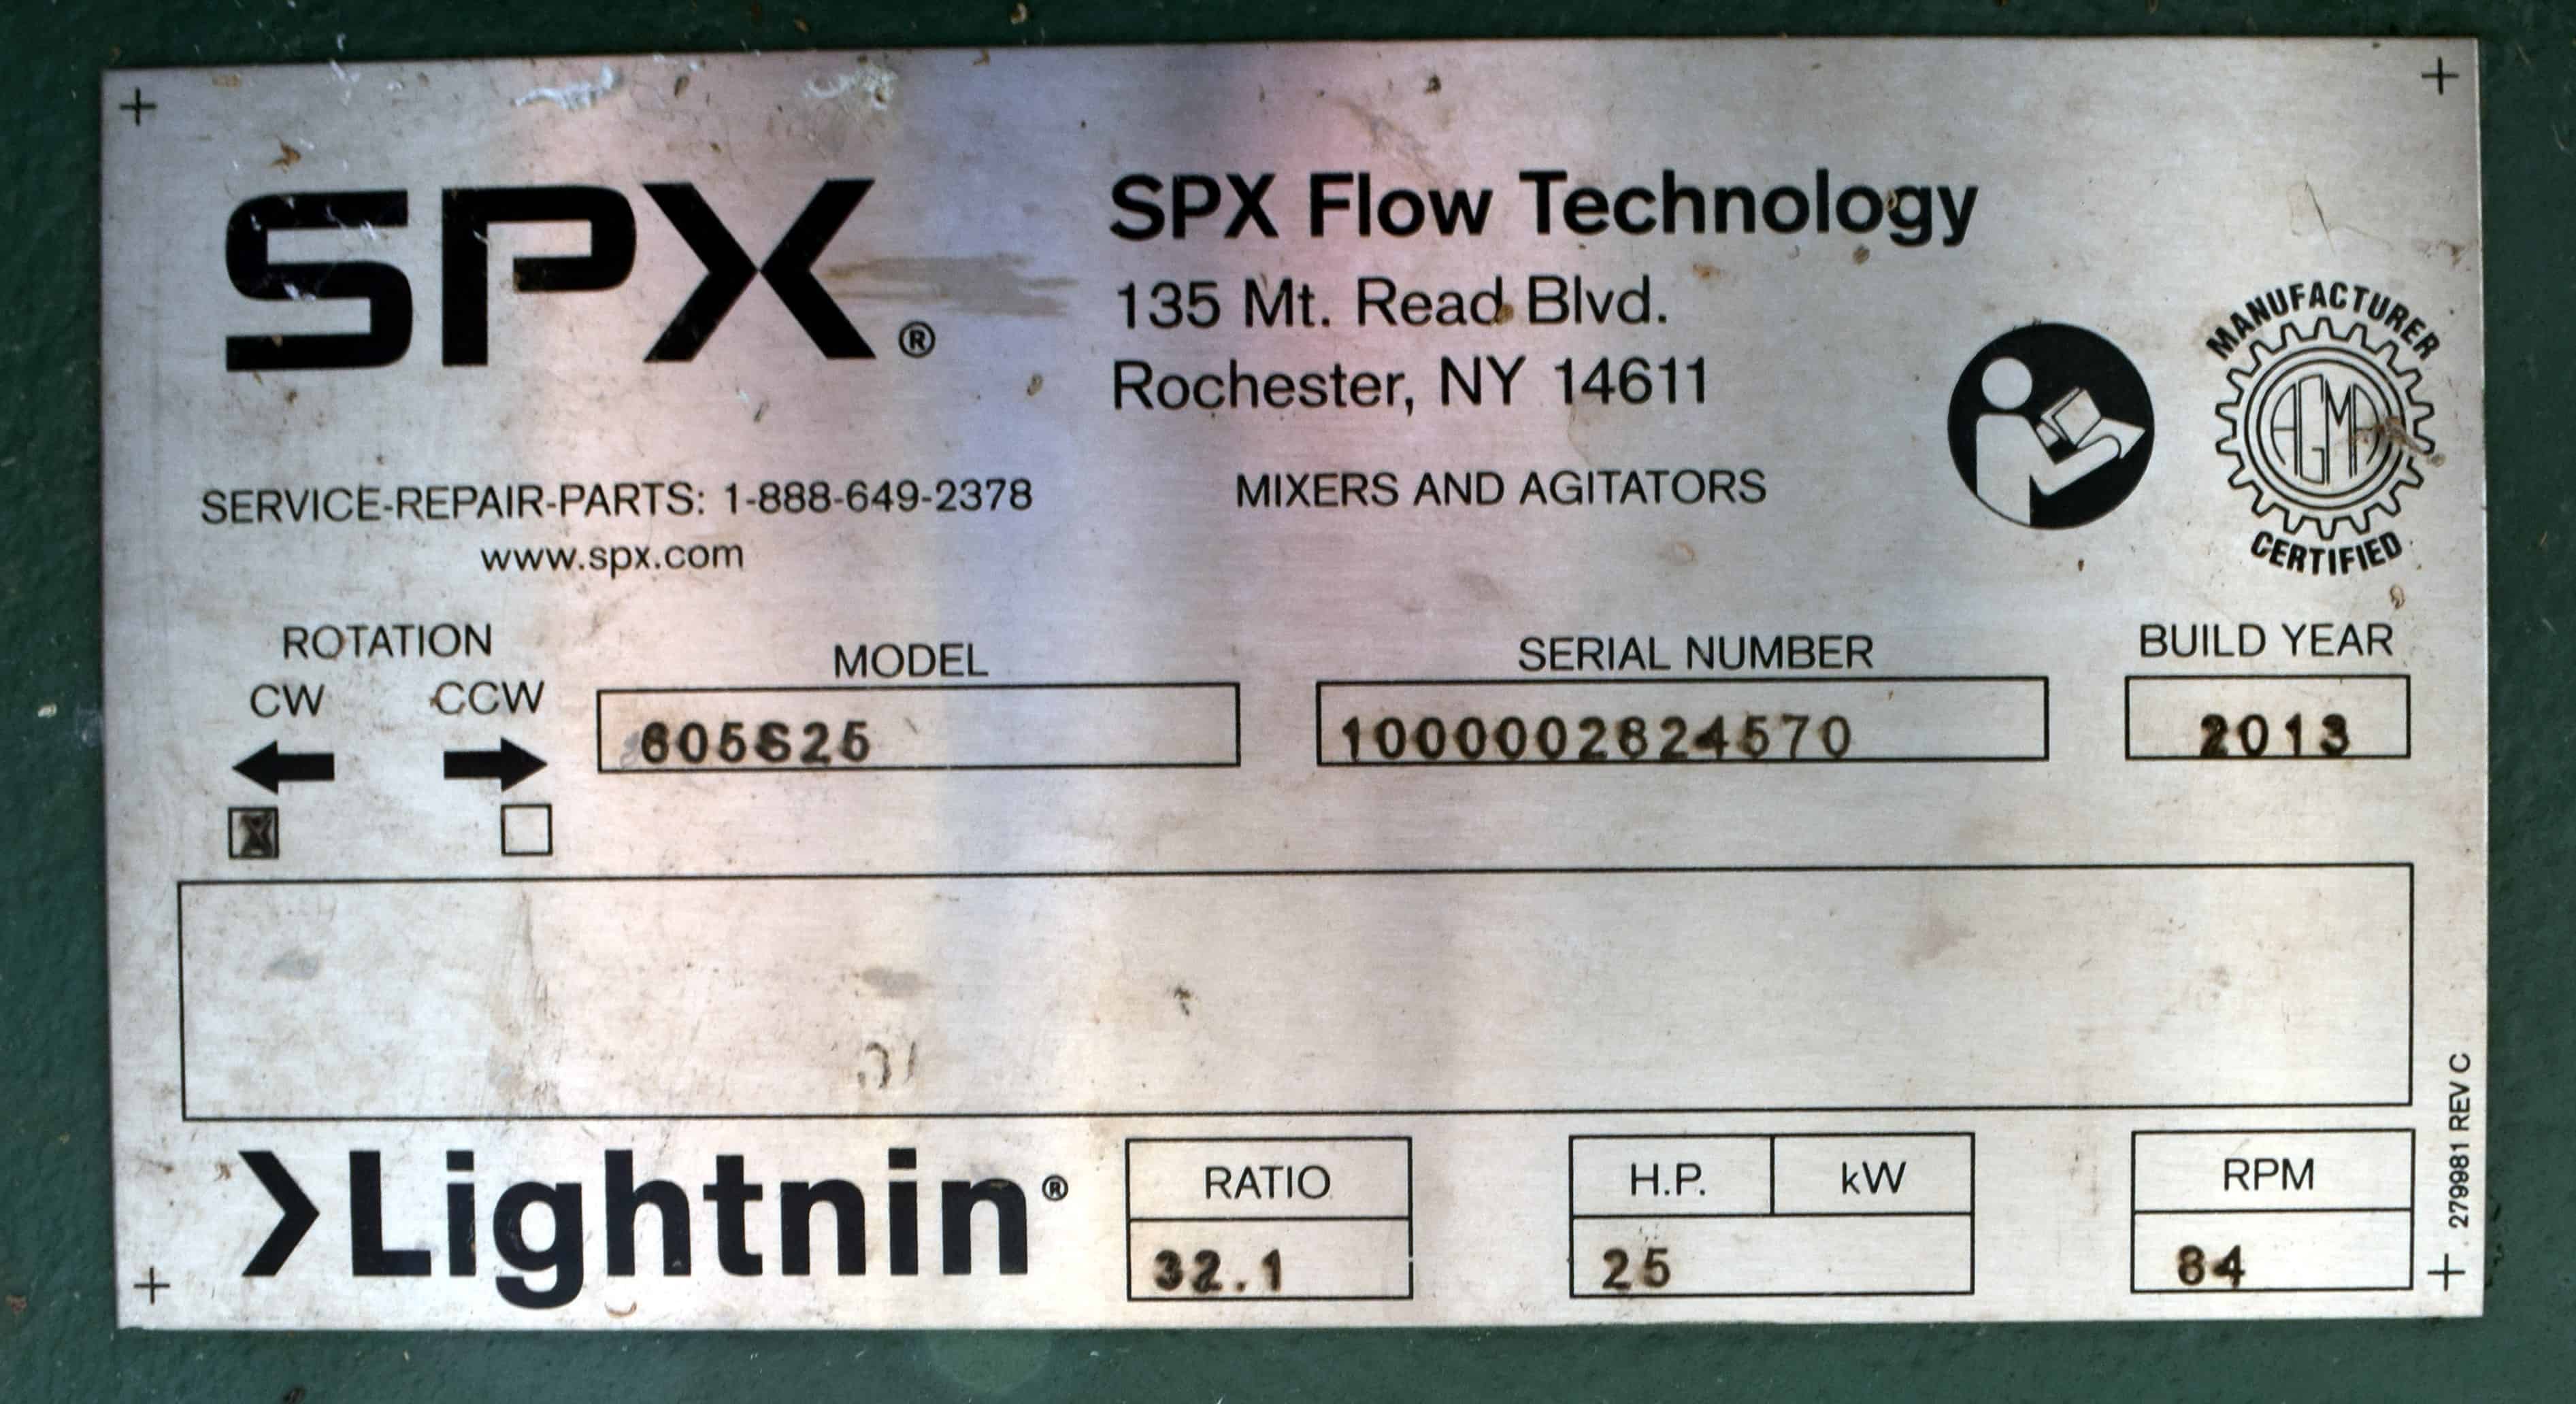 SPX®
SPX Flow Technology
135 Mt. Read Blvd.
Rochester, NY 14611
SERVICE-REPAIR-PARTS: 1-888-649-2378
www.spx.com
MIXERS AND AGITATORS
MANUFACTURER
AGMA
CERTIFIED
ROTATION
CW CCW
X
MODEL
605S25
SERIAL NUMBER
1000002824570
BUILD YEAR
2013
Lightnin®
RATIO
32.1
H.P. kW
25
RPM
84
2799981 REV C